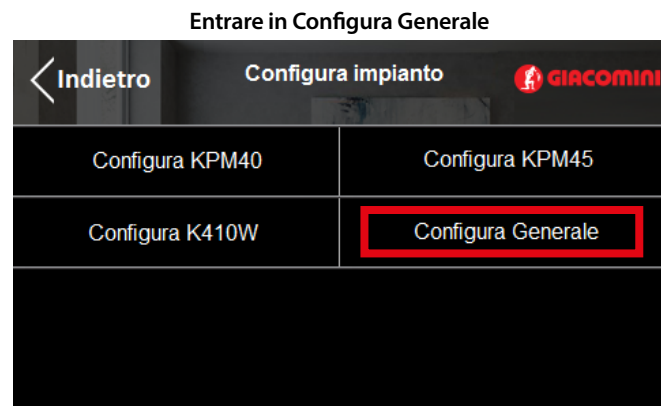 Entrare in Configura Generale
Indietro Configura impianto GIACOMINI
Configura KPM40 Configura KPM45
Configura K410W Configura Generale